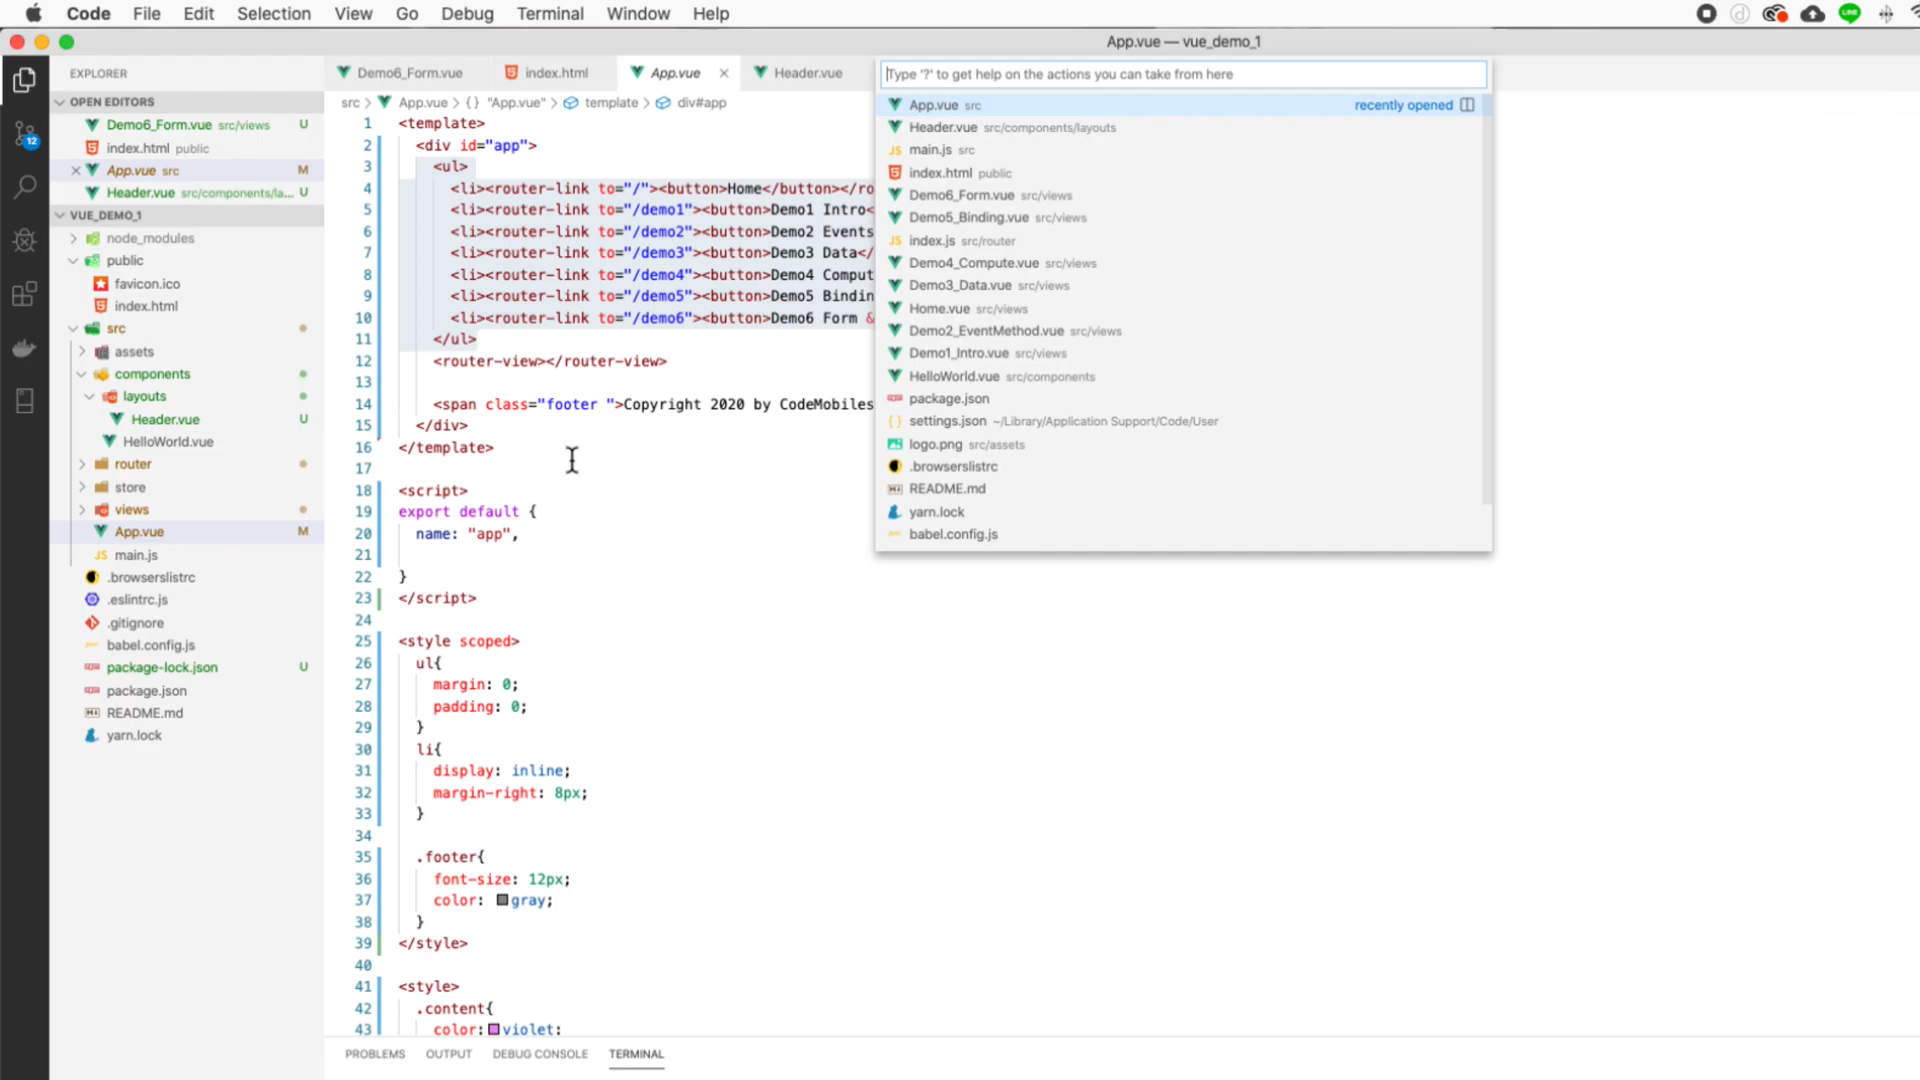 Code File Edit Selection View Go Debug Terminal Window Help
LINE
App.vue — vue_demo_1
EXPLORER
OPEN EDITORS
Demo6_Form.vue src/views U
index.html public
App.vue src M
Header.vue src/components/la... U
VUE_DEMO_1
node_modules
public
favicon.ico
index.html
src
assets
components
layouts
Header.vue U
HelloWorld.vue
router
store
views
App.vue M
JS main.js
.browserslistrc
.eslintrc.js
.gitignore
babel.config.js
package-lock.json U
package.json
README.md
yarn.lock
12
Demo6_Form.vue index.html App.vue × Header.vue
src > App.vue > {} "App.vue" > template > div#app
1 <template>
2 <div id="app">
3 <ul>
4 <li><router-link to="/"><button>Home</button></ro
5 <li><router-link to="/demo1"><button>Demo1 Intro<
6 <li><router-link to="/demo2"><button>Demo2 Events
7 <li><router-link to="/demo3"><button>Demo3 Data</
8 <li><router-link to="/demo4"><button>Demo4 Comput
9 <li><router-link to="/demo5"><button>Demo5 Bindin
10 <li><router-link to="/demo6"><button>Demo6 Form &
11 </ul>
12 <router-view></router-view>
13
14 <span class="footer ">Copyright 2020 by CodeMobiles
15 </div>
16 </template>
17
18 <script>
19 export default {
20 name: "app",
21
22 }
23 </script>
24
25 <style scoped>
26 ul{
27 margin: 0;
28 padding: 0;
29 }
30 li{
31 display: inline;
32 margin-right: 8px;
33 }
34
35 .footer{
36 font-size: 12px;
37 color: gray;
38 }
39 </style>
40
41 <style>
42 .content{
43 color: violet;
Type '?' to get help on the actions you can take from here
App.vue src recently opened
Header.vue src/components/layouts
JS main.js src
index.html public
Demo6_Form.vue src/views
Demo5_Binding.vue src/views
JS index.js src/router
Demo4_Compute.vue src/views
Demo3_Data.vue src/views
Home.vue src/views
Demo2_EventMethod.vue src/views
Demo1_Intro.vue src/views
HelloWorld.vue src/components
package.json
{} settings.json ~/Library/Application Support/Code/User
logo.png src/assets
.browserslistrc
README.md
yarn.lock
babel.config.js
PROBLEMS OUTPUT DEBUG CONSOLE TERMINAL